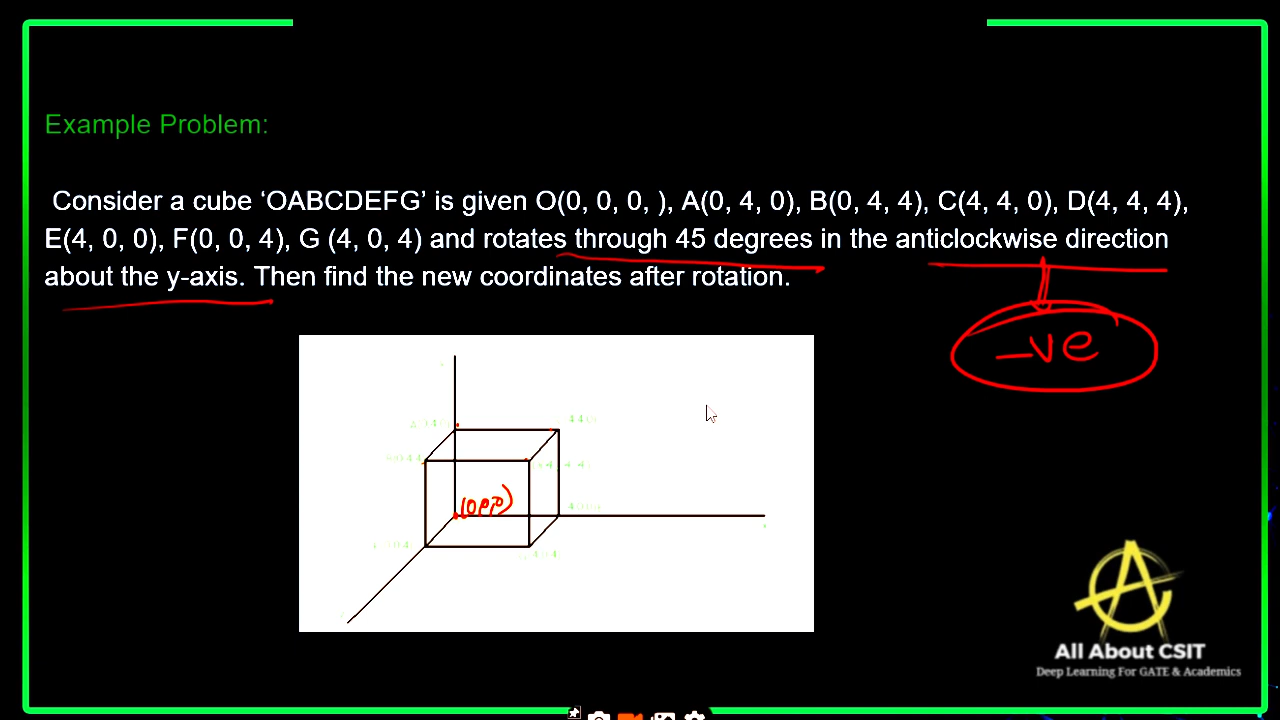 Example Problem:
Consider a cube ‘OABCDEFG’ is given O(0, 0, 0, ), A(0, 4, 0), B(0, 4, 4), C(4, 4, 0), D(4, 4, 4),
E(4, 0, 0), F(0, 0, 4), G (4, 0, 4) and rotates through 45 degrees in the anticlockwise direction
about the y-axis. Then find the new coordinates after rotation.
-ve
All About CSIT
Deep Learning For GATE & Academics